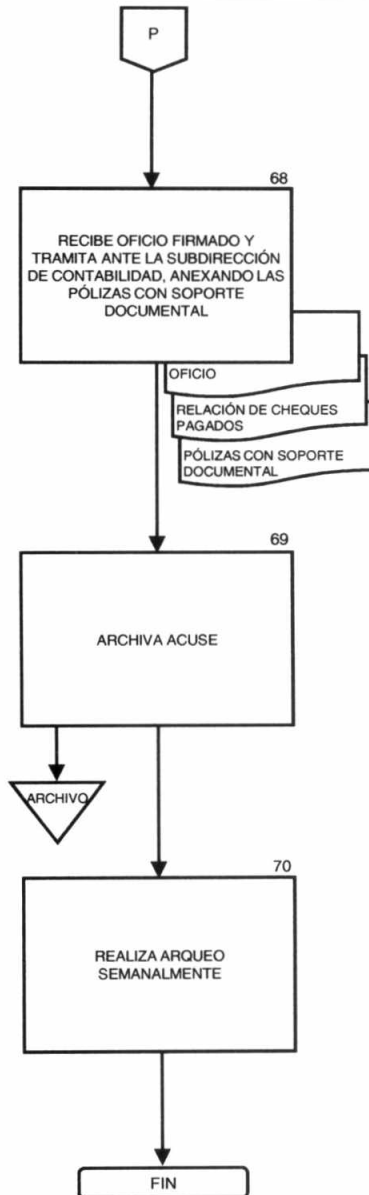 P
68
RECIBE OFICIO FIRMADO Y
TRAMITA ANTE LA SUBDIRECCIÓN
DE CONTABILIDAD, ANEXANDO LAS
PÓLIZAS CON SOPORTE
DOCUMENTAL
OFICIO
RELACIÓN DE CHEQUES
PAGADOS
PÓLIZAS CON SOPORTE
DOCUMENTAL
69
ARCHIVA ACUSE
ARCHIVO
70
REALIZA ARQUEO
SEMANALMENTE
FIN